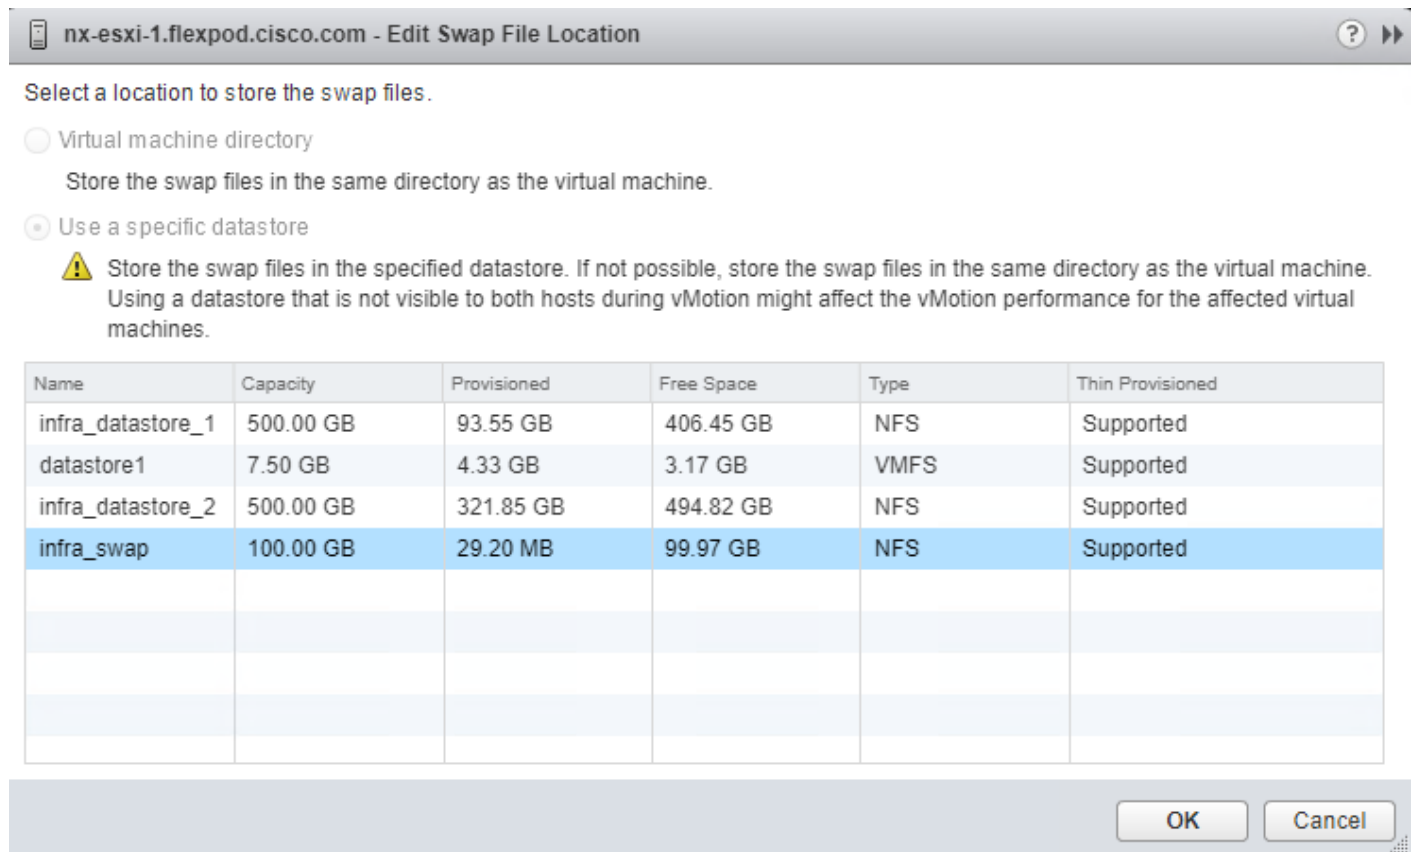 nx-esxi-1.flexpod.cisco.com - Edit Swap File Location ?
Select a location to store the swap files.
Virtual machine directory
Store the swap files in the same directory as the virtual machine.
Use a specific datastore
Store the swap files in the specified datastore. If not possible, store the swap files in the same directory as the virtual machine.
Using a datastore that is not visible to both hosts during vMotion might affect the vMotion performance for the affected virtual
machines.
Name Capacity Provisioned Free Space Type Thin Provisioned
infra_datastore_1 500.00 GB 93.55 GB 406.45 GB NFS Supported
datastore1 7.50 GB 4.33 GB 3.17 GB VMFS Supported
infra_datastore_2 500.00 GB 321.85 GB 494.82 GB NFS Supported
infra_swap 100.00 GB 29.20 MB 99.97 GB NFS Supported
OK Cancel